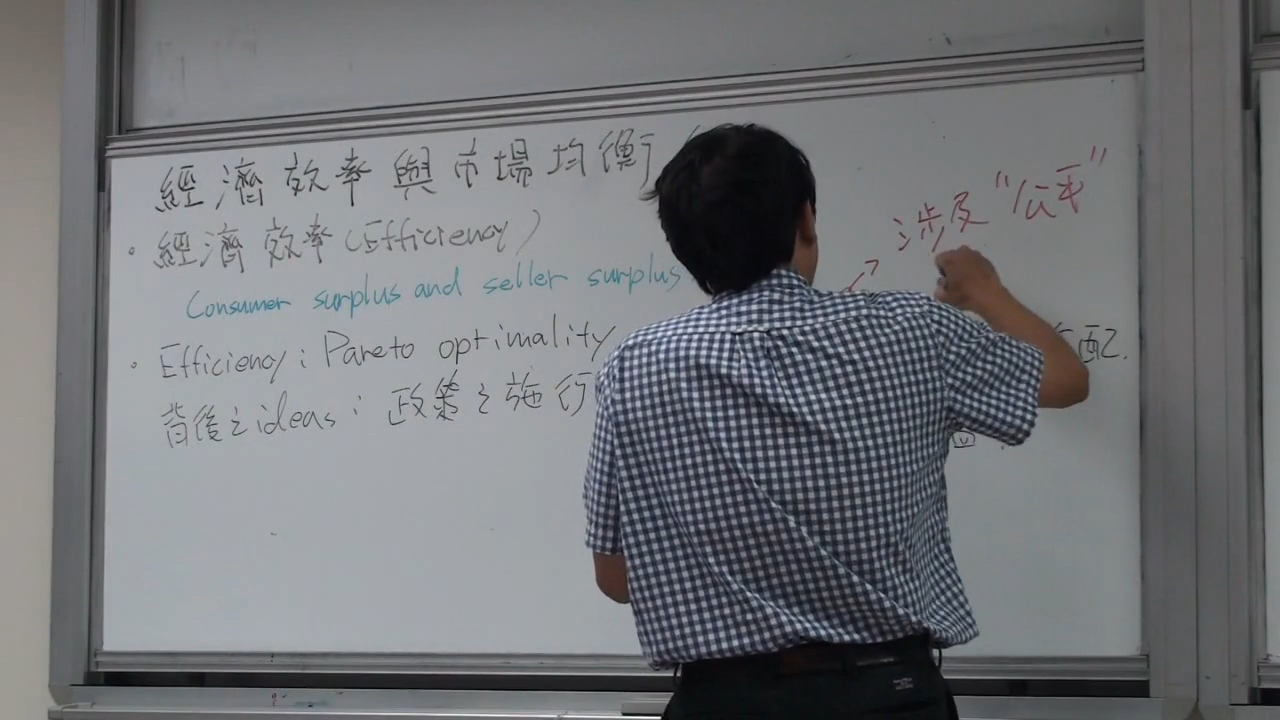 經濟效率與市場均衡
• 經濟效率(Efficiency)
Consumer surplus and seller surplus
涉及"公平"
• Efficiency: Pareto optimality
配.
背後之ideas: 政策之施行